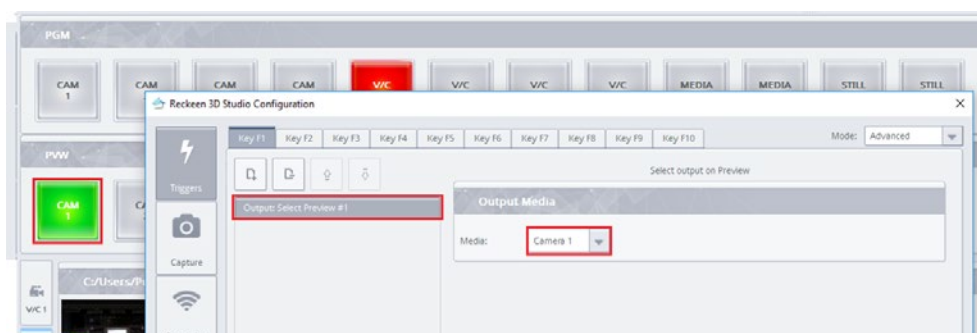 PGM
CAM
1
CAM
CAM
CAM
V/C
V/C
V/C
V/C
MEDIA
MEDIA
STILL
STILL
Reckeen 3D Studio Configuration
X
Key F1
Key F2
Key F3
Key F4
Key F5
Key F6
Key F7
Key F8
Key F9
Key F10
Mode:
Advanced
PVW
Triggers
Select output on Preview
CAM
1
Output: Select Preview #1
Output Media
Media:
Camera 1
Capture
C:/Users/P
V/C 1